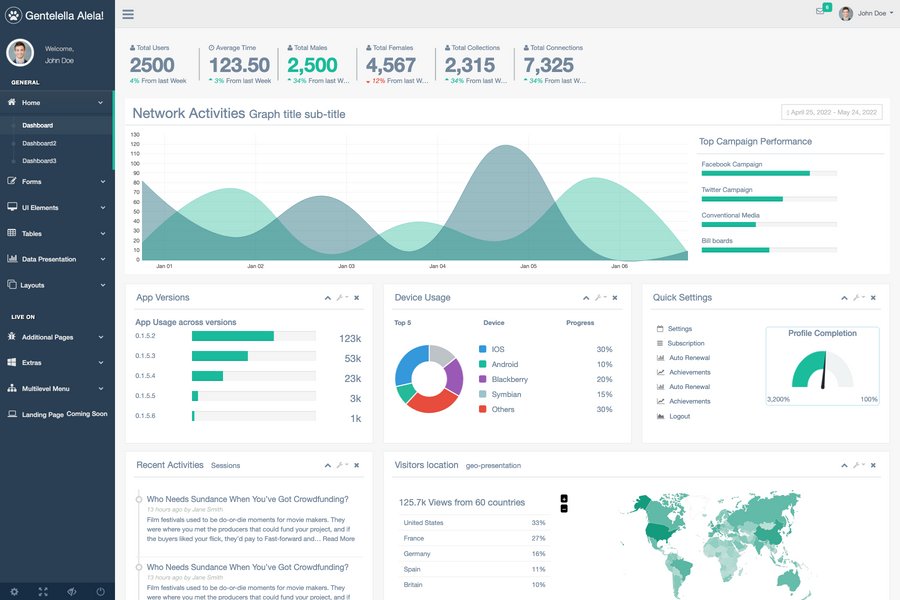 Gentelella Alela!
6
John Doe
Welcome,
John Doe
GENERAL
Home
Dashboard
Dashboard2
Dashboard3
Forms
UI Elements
Tables
Data Presentation
Layouts
LIVE ON
Additional Pages
Extras
Multilevel Menu
Landing Page Coming Soon
Total Users
2500
4% From last Week
Average Time
123.50
3% From last Week
Total Males
2,500
34% From last W...
Total Females
4,567
12% From last W...
Total Collections
2,315
34% From last W...
Total Connections
7,325
34% From last W...
Network Activities Graph title sub-title
April 25, 2022 - May 24, 2022
130
120
110
100
90
80
70
60
50
40
30
20
10
0
Jan 01
Jan 02
Jan 03
Jan 04
Jan 05
Jan 06
Top Campaign Performance
Facebook Campaign
Twitter Campaign
Conventional Media
Bill boards
App Versions
App Usage across versions
0.1.5.2 123k
0.1.5.3 53k
0.1.5.4 23k
0.1.5.5 3k
0.1.5.6 1k
Device Usage
Top 5 Device Progress
IOS 30%
Android 10%
Blackberry 20%
Symbian 15%
Others 30%
Quick Settings
Settings
Subscription
Auto Renewal
Achievements
Auto Renewal
Achievements
Logout
Profile Completion
3,200% 100%
Recent Activities Sessions
Who Needs Sundance When You've Got Crowdfunding?
13 hours ago by Jane Smith
Film festivals used to be do-or-die moments for movie makers. They
were where you met the producers that could fund your project, and if
the buyers liked your flick, they'd pay to Fast-forward and... Read More
Who Needs Sundance When You've Got Crowdfunding?
13 hours ago by Jane Smith
Film festivals used to be do-or-die moments for movie makers. They
were where you met the producers that could fund your project, and if
Visitors location geo-presentation
125.7k Views from 60 countries
United States 33%
France 27%
Germany 16%
Spain 11%
Britain 10%
+
−